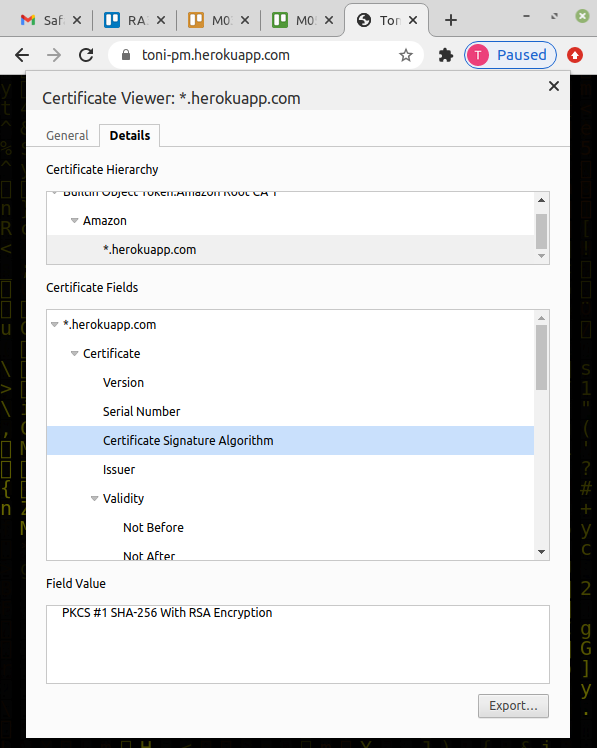 Safa
RA
M0
M0
Ton
toni-pm.herokuapp.com
T Paused
Certificate Viewer: *.herokuapp.com
General Details
Certificate Hierarchy
Builtin Object Token:Amazon Root CA 1
Amazon
*.herokuapp.com
Certificate Fields
*.herokuapp.com
Certificate
Version
Serial Number
Certificate Signature Algorithm
Issuer
Validity
Not Before
Not After
Field Value
PKCS #1 SHA-256 With RSA Encryption
Export...